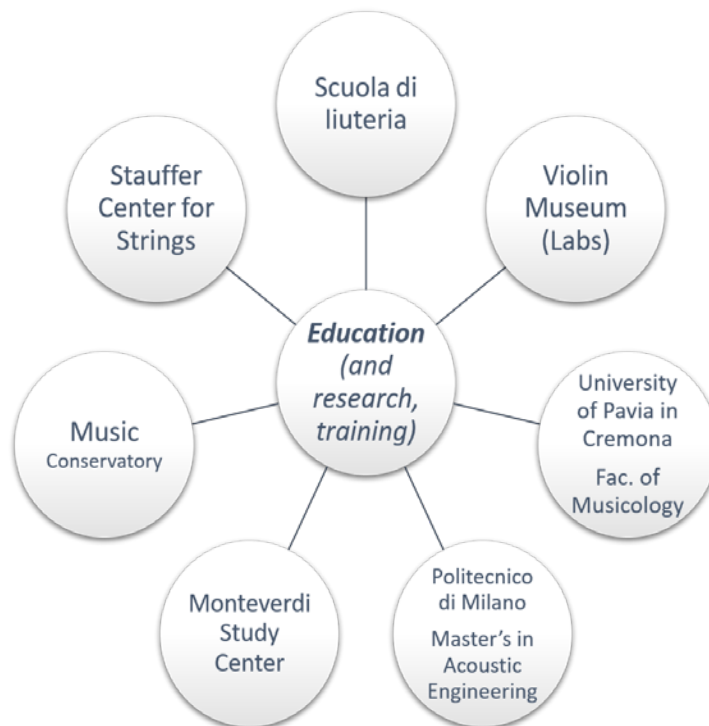 Scuola di
liuteria
Violin
Museum
(Labs)
University
of Pavia in
Cremona
Fac. of
Musicology
Politecnico
di Milano
Master’s in
Acoustic
Engineering
Monteverdi
Study
Center
Music
Conservatory
Stauffer
Center for
Strings
Education
(and
research,
training)